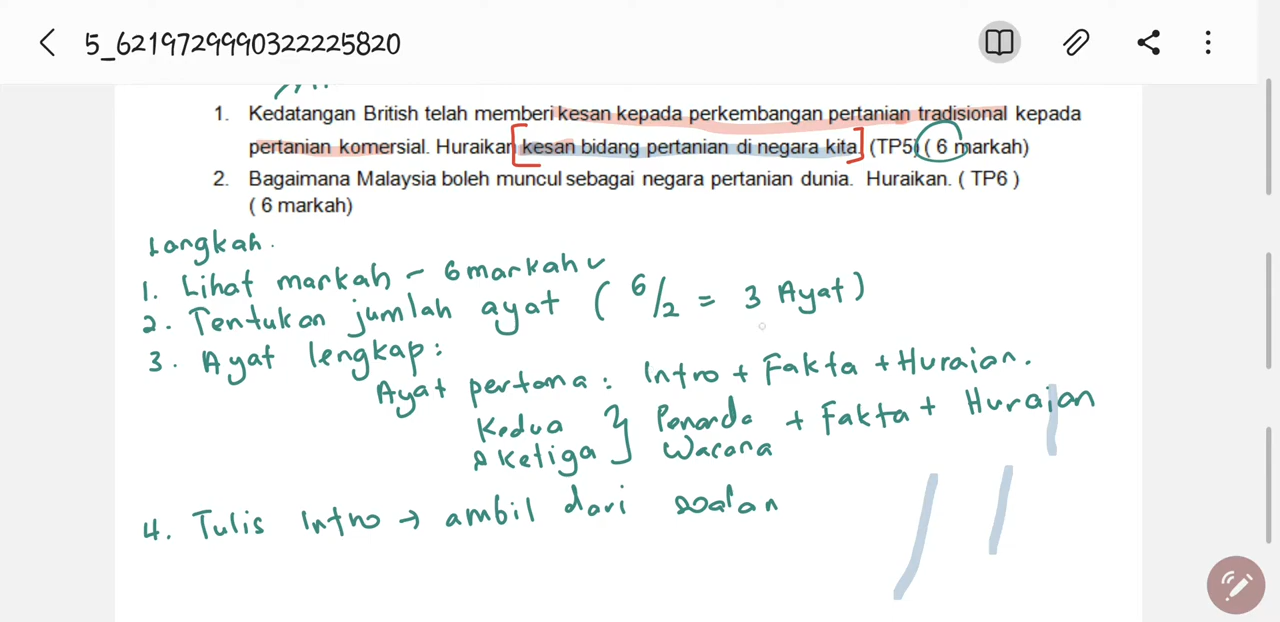 5_6219729990322225820
1. Kedatangan British telah memberi kesan kepada perkembangan pertanian tradisional kepada
pertanian komersial. Huraikan kesan bidang pertanian di negara kita. (TP5) ( 6 markah)
2. Bagaimana Malaysia boleh muncul sebagai negara pertanian dunia. Huraikan. ( TP6 )
( 6 markah)
Langkah.
1. Lihat markah - 6 markah
2. Tentukan jumlah ayat ( 6/2 = 3 Ayat )
3. Ayat lengkap:
Ayat pertama : Intro + Fakta + Huraian.
Kedua } Penanda + Fakta + Huraian
& Ketiga } Wacana
4. Tulis Intro → ambil dari soalan